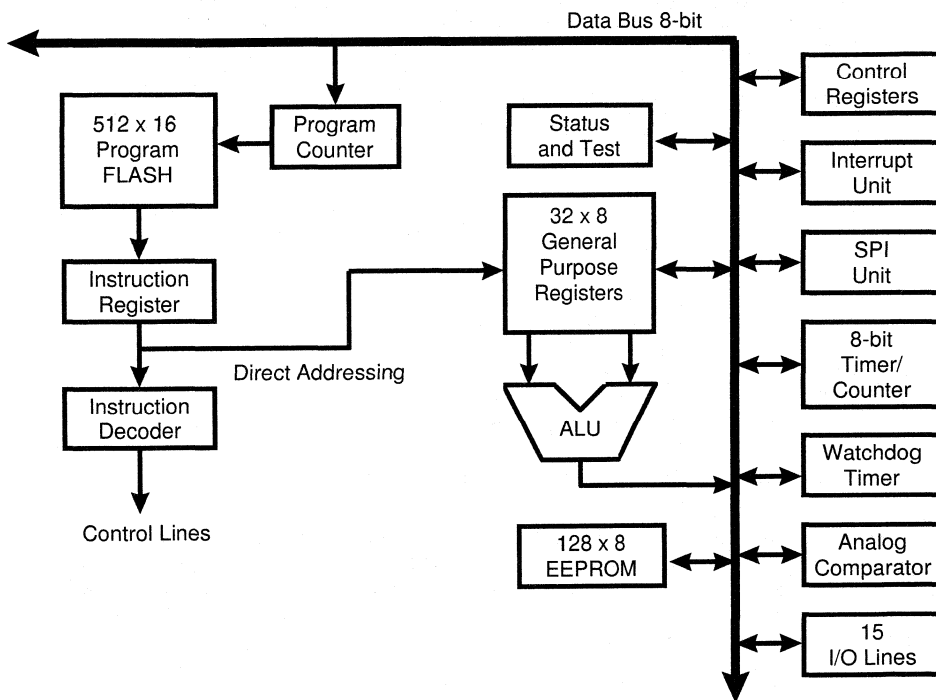 Data Bus 8-bit
512 x 16
Program
FLASH
Program
Counter
Status
and Test
Control
Registers
Interrupt
Unit
32 x 8
General
Purpose
Registers
SPI
Unit
Instruction
Register
Direct Addressing
8-bit
Timer/
Counter
Instruction
Decoder
ALU
Watchdog
Timer
Control Lines
128 x 8
EEPROM
Analog
Comparator
15
I/O Lines